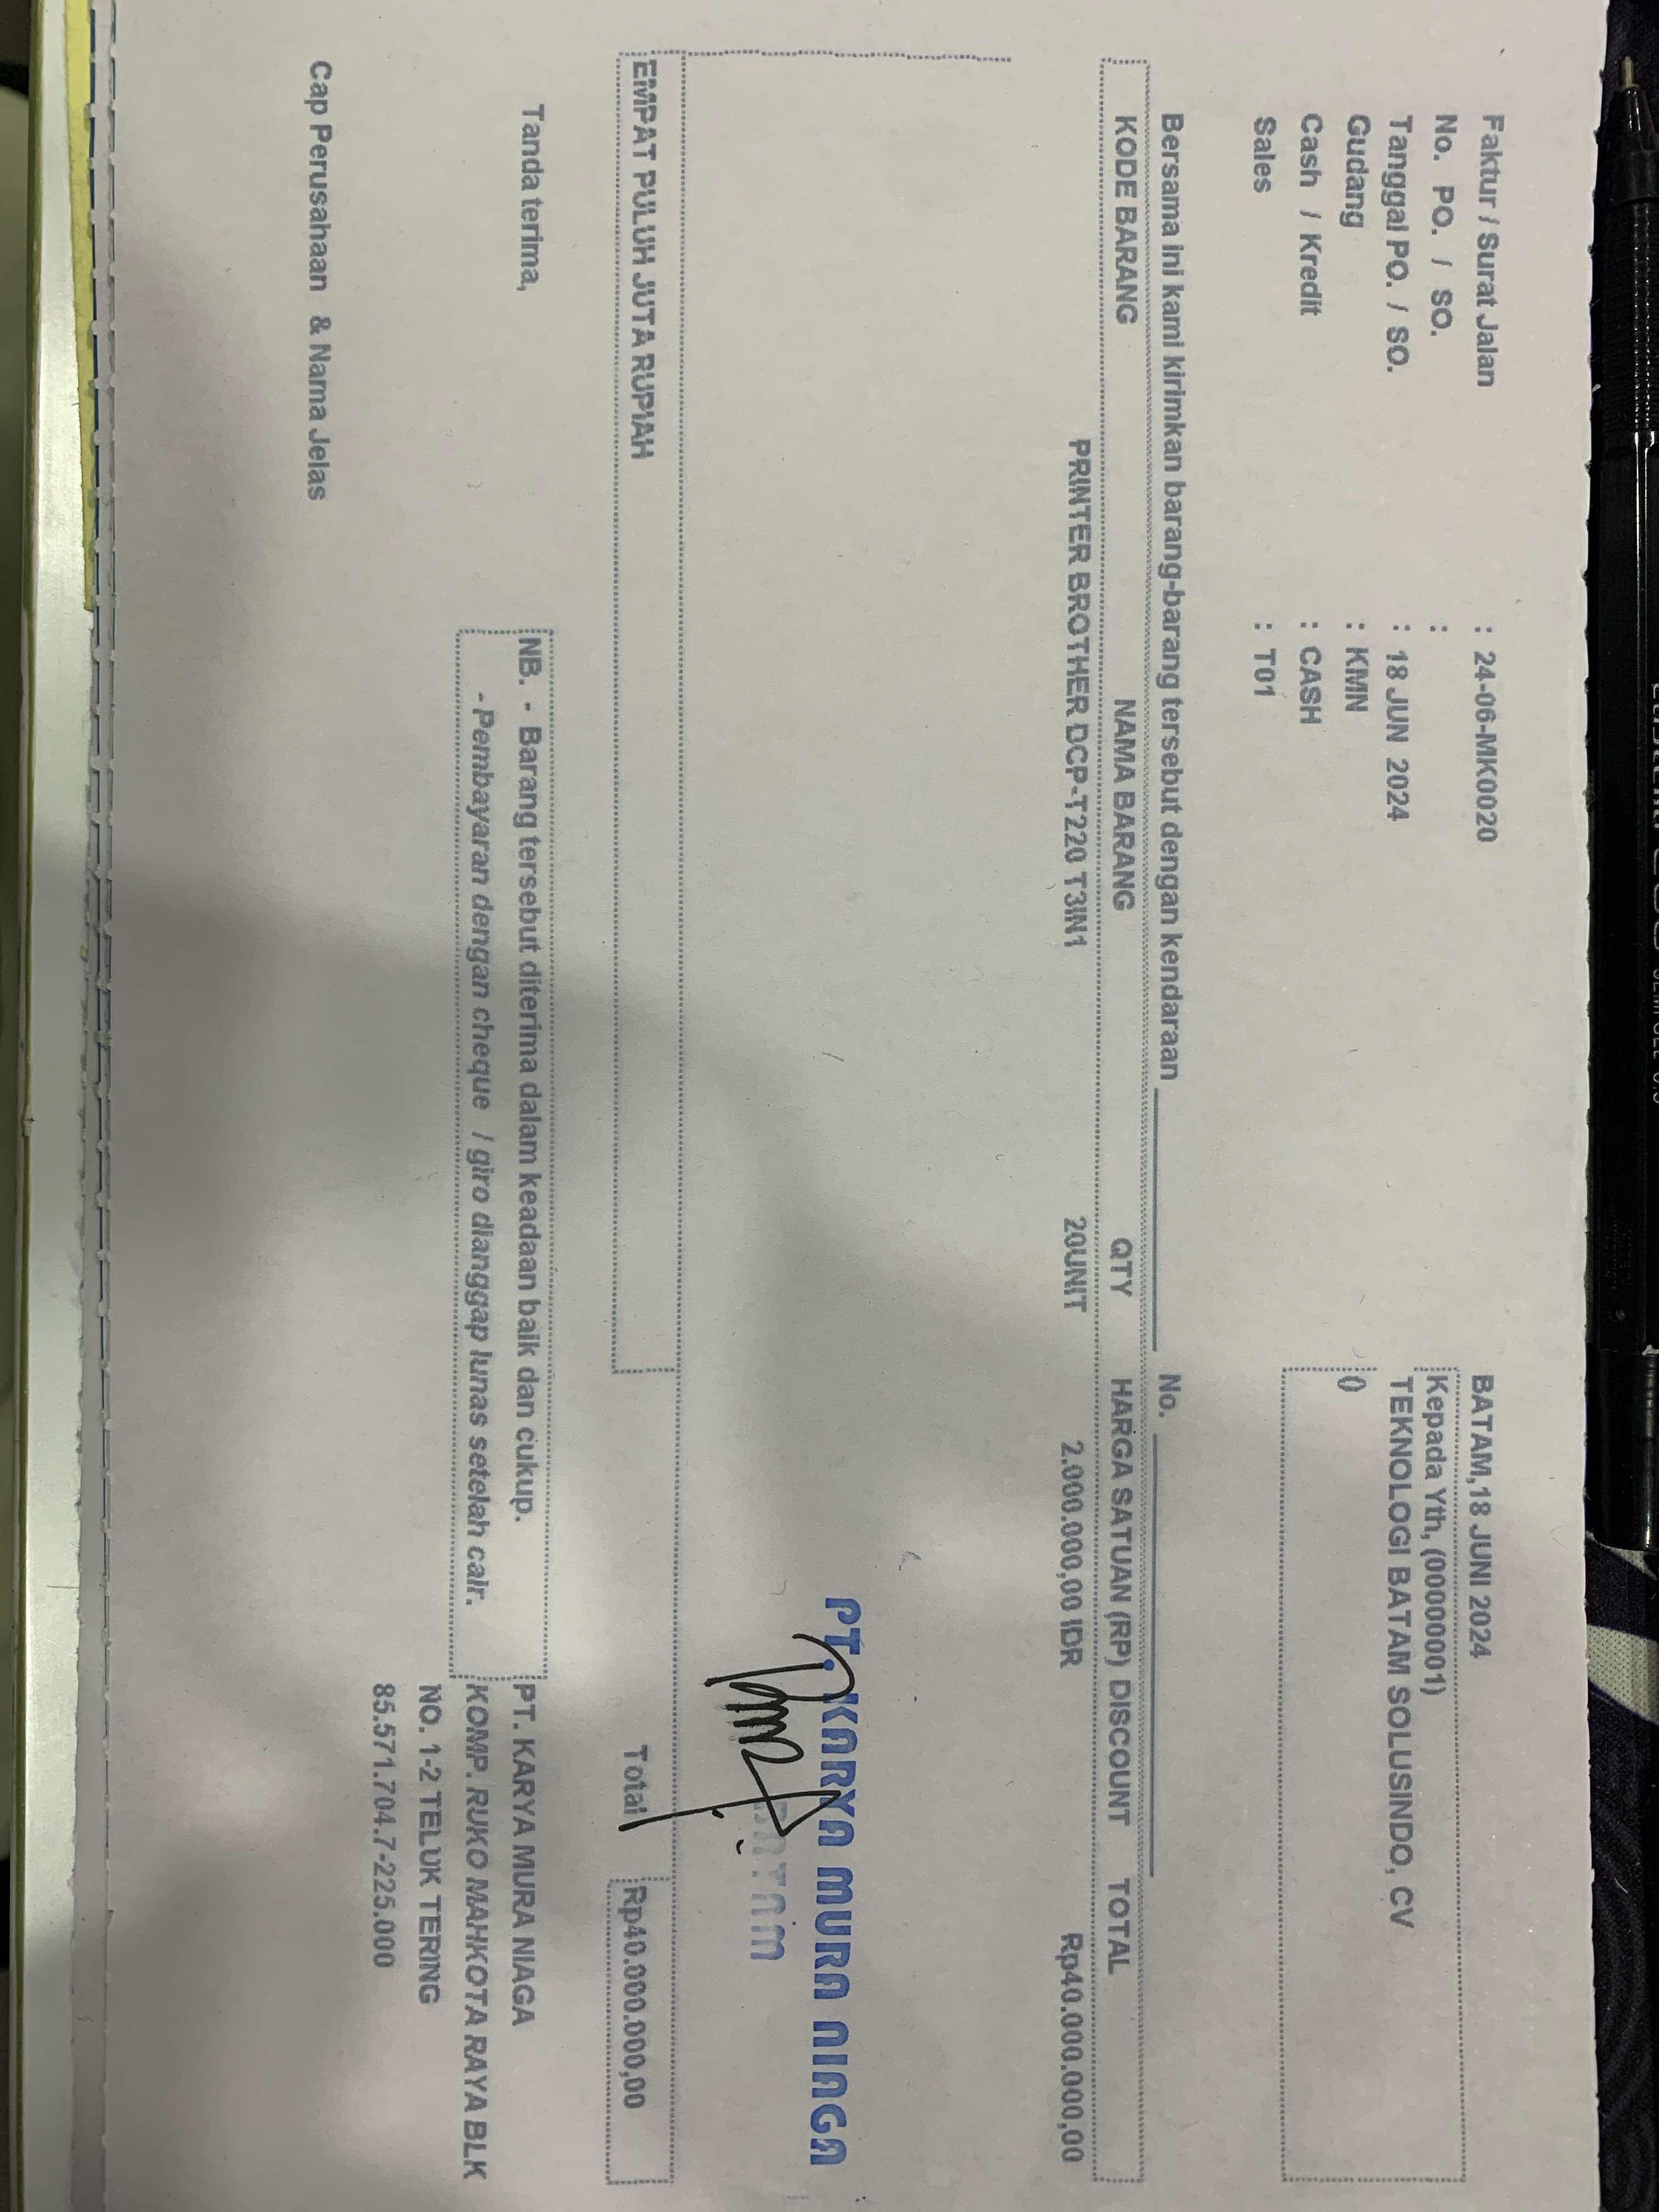 Faktur / Surat Jalan : 24-06-MK0020
No. PO. / SO. :
Tanggal PO. / SO. : 18 JUN 2024
Gudang : KMN
Cash / Kredit : CASH
Sales : T01
BATAM,18 JUNI 2024
Kepada Yth, (0000001)
TEKNOLOGI BATAM SOLUSINDO, CV
0
Bersama ini kami kirimkan barang-barang tersebut dengan kendaraan No.
KODE BARANG NAMA BARANG QTY HARGA SATUAN (RP) DISCOUNT TOTAL
PRINTER BROTHER DCP-T220 T3IN1 20UNIT 2.000.000,00 IDR Rp40.000.000,00
PT. KARYA MURA NIAGA
BATAM
EMPAT PULUH JUTA RUPIAH Total Rp40.000.000,00
Tanda terima,
NB. - Barang tersebut diterima dalam keadaan baik dan cukup.
- Pembayaran dengan cheque / giro dianggap lunas setelah cair.
PT. KARYA MURA NIAGA
KOMP. RUKO MAHKOTA RAYA BLK
NO. 1-2 TELUK TERING
85.571.704.7-225.000
Cap Perusahaan & Nama Jelas